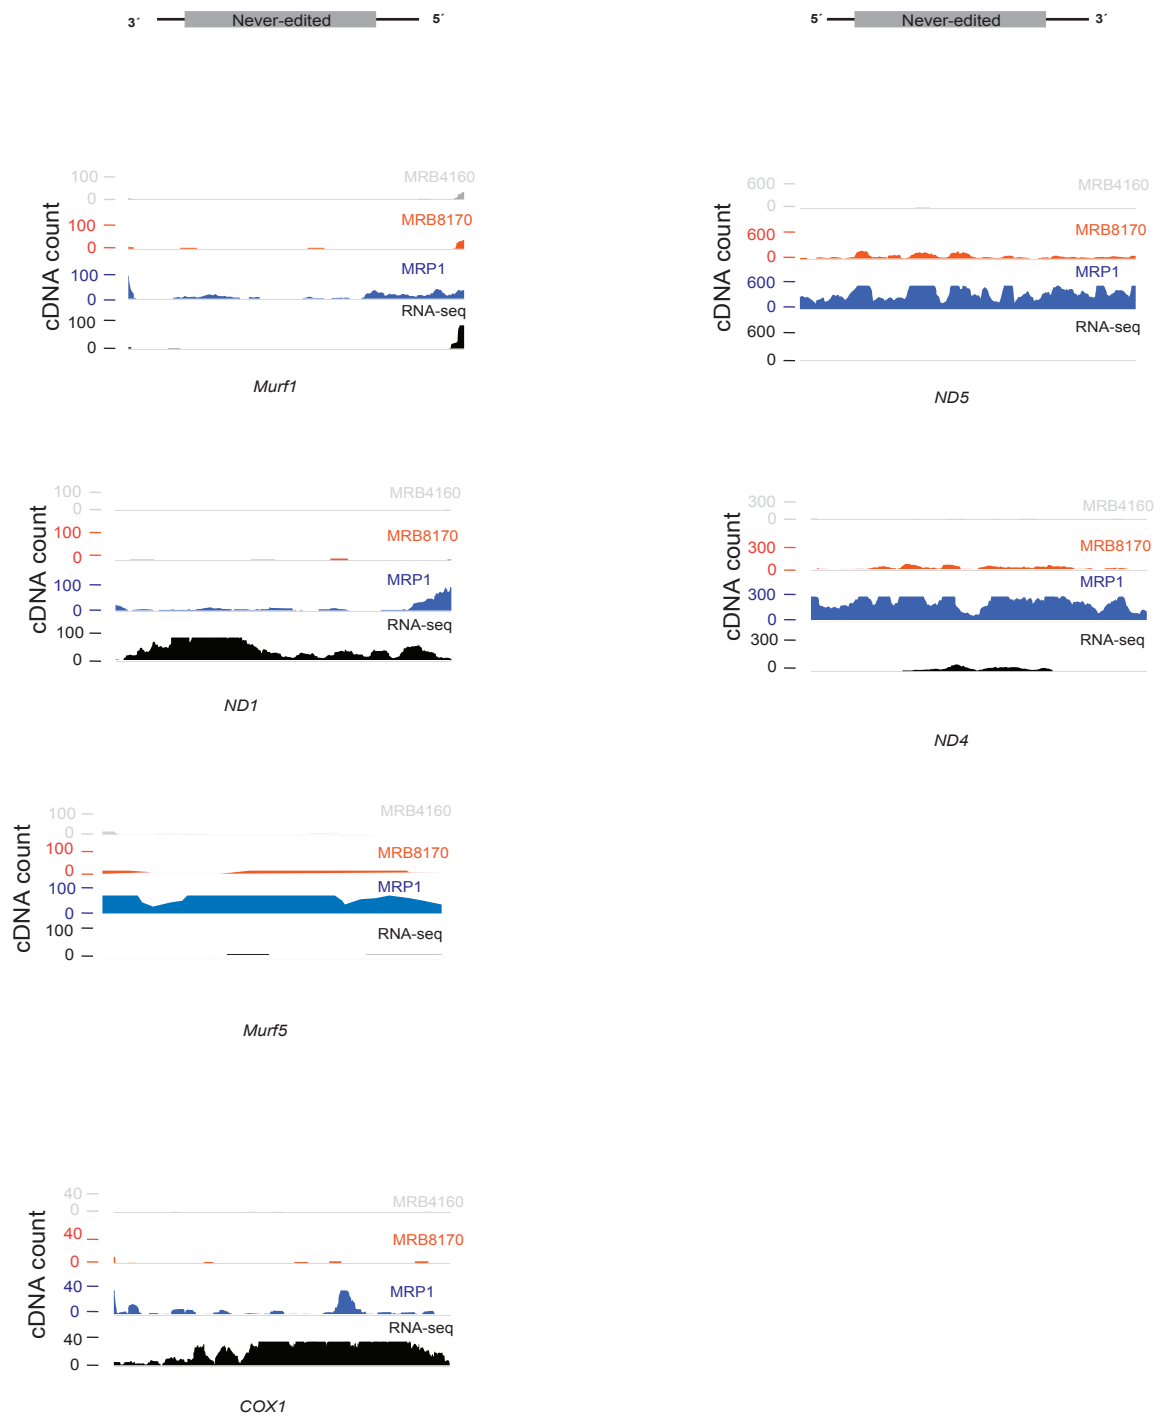 3´ Never-edited 5´
5´ Never-edited 3´
cDNA count
100
0
MRB4160
100
0
MRB8170
100
0
MRP1
100
0
RNA-seq
Murf1
cDNA count
600
0
MRB4160
600
0
MRB8170
600
0
MRP1
600
0
RNA-seq
ND5
cDNA count
100
0
MRB4160
100
0
MRB8170
100
0
MRP1
100
0
RNA-seq
ND1
cDNA count
300
0
MRB4160
300
0
MRB8170
300
0
MRP1
300
0
RNA-seq
ND4
cDNA count
100
0
MRB4160
100
0
MRB8170
100
0
MRP1
100
0
RNA-seq
Murf5
cDNA count
40
0
MRB4160
40
0
MRB8170
40
0
MRP1
40
0
RNA-seq
COX1